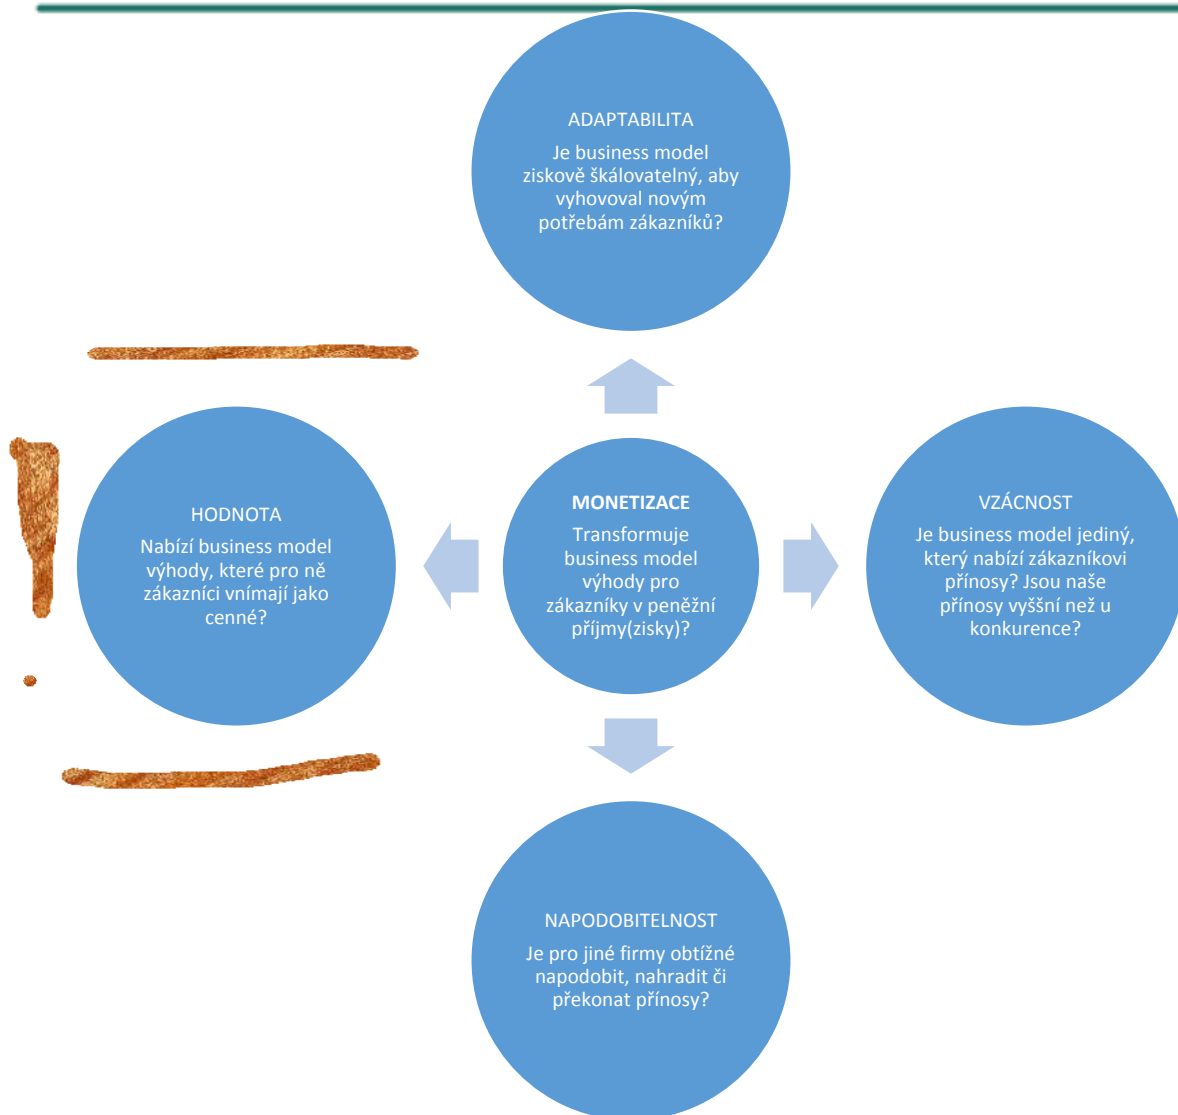 ADAPTABILITA
Je business model
ziskově škálovatelný, aby
vyhovoval novým
potřebám zákazníků?
HODNOTA
Nabízí business model
výhody, které pro ně
zákazníci vnímají jako
cenné?
MONETIZACE
Transformuje
business model
výhody pro
zákazníky v peněžní
příjmy(zisky)?
VZÁCNOST
Je business model jediný,
který nabízí zákazníkovi
přínosy? Jsou naše
přínosy vyššní než u
konkurence?
NAPODOBITELNOST
Je pro jiné firmy obtížné
napodobit, nahradit či
překonat přínosy?